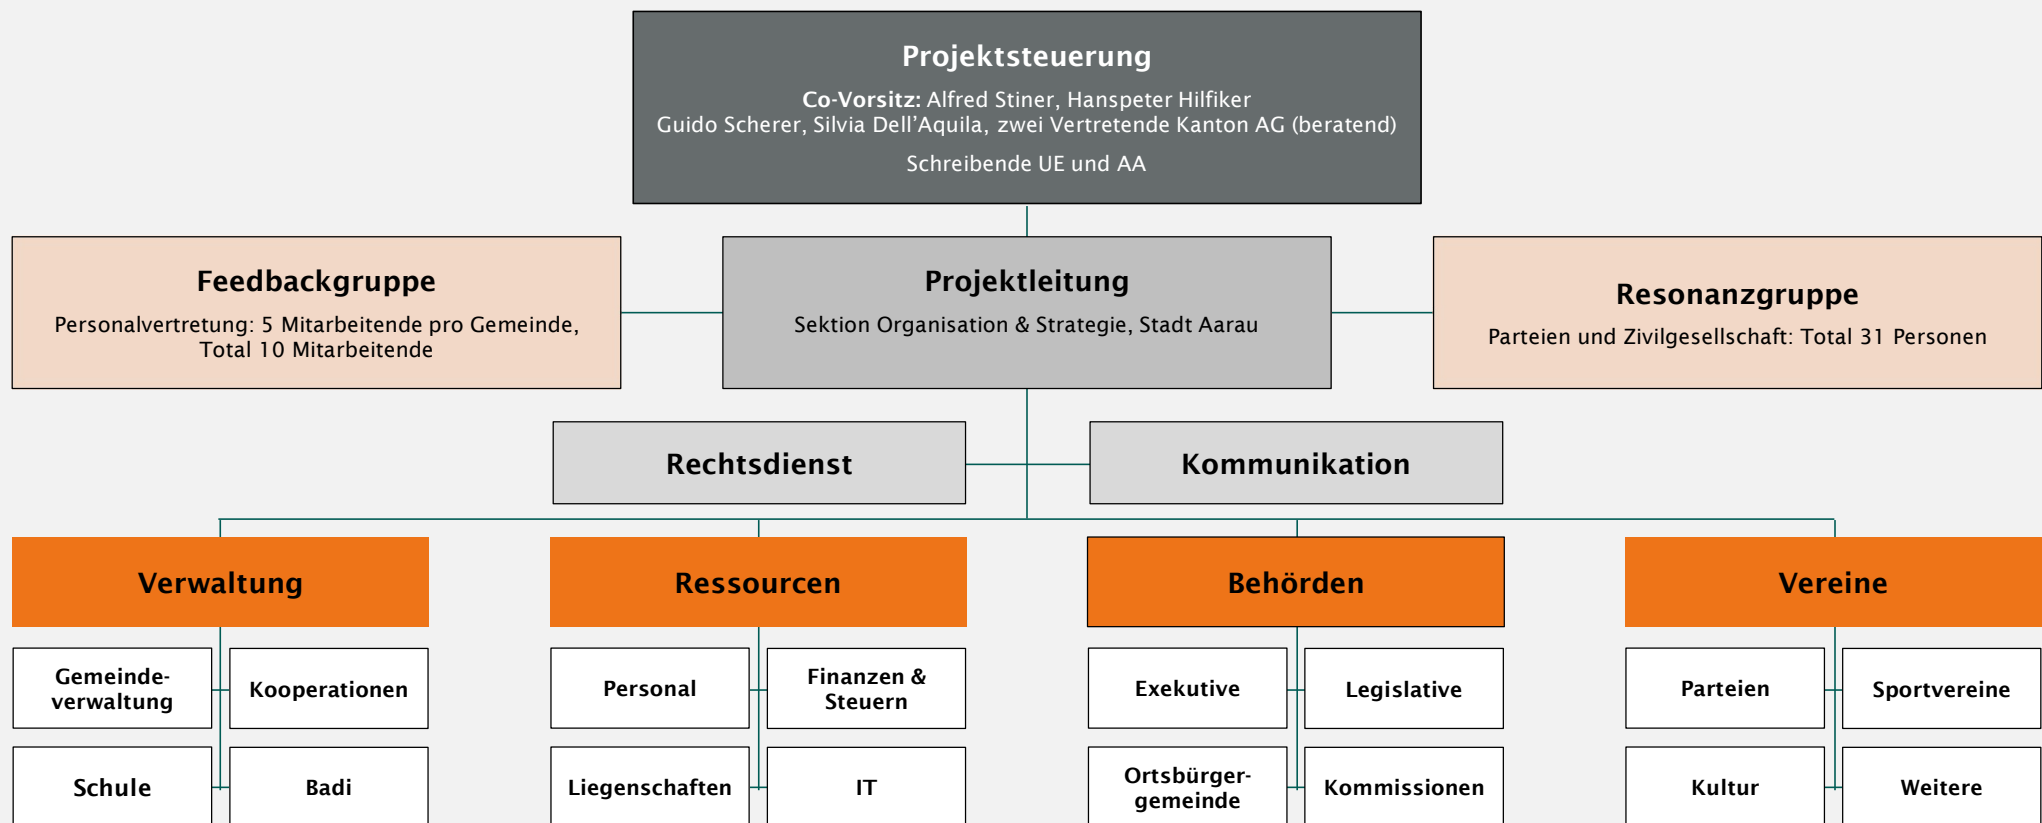 Projektsteuerung
Co-Vorsitz: Alfred Stiner, Hanspeter Hilfiker
Guido Scherer, Silvia Dell’Aquila, zwei Vertretende Kanton AG (beratend)
Schreibende UE und AA
Feedbackgruppe
Personalvertretung: 5 Mitarbeitende pro Gemeinde,
Total 10 Mitarbeitende
Projektleitung
Sektion Organisation & Strategie, Stadt Aarau
Resonanzgruppe
Parteien und Zivilgesellschaft: Total 31 Personen
Rechtsdienst
Kommunikation
Verwaltung
Ressourcen
Behörden
Vereine
Gemeinde-
verwaltung
Kooperationen
Personal
Finanzen &
Steuern
Exekutive
Legislative
Parteien
Sportvereine
Schule
Badi
Liegenschaften
IT
Ortsbürger-
gemeinde
Kommissionen
Kultur
Weitere